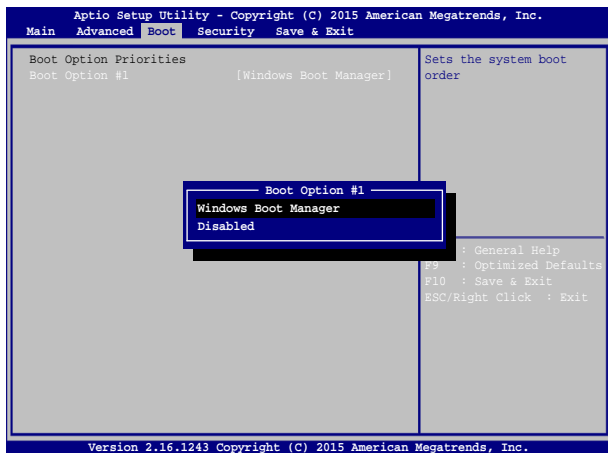 Aptio Setup Utility - Copyright (C) 2015 American Megatrends, Inc.
Main Advanced Boot Security Save & Exit
Boot Option Priorities
Boot Option #1 [Windows Boot Manager]
Sets the system boot
order
Boot Option #1
Windows Boot Manager
Disabled
: General Help
F9 : Optimized Defaults
F10 : Save & Exit
ESC/Right Click : Exit
Version 2.16.1243 Copyright (C) 2015 American Megatrends, Inc.